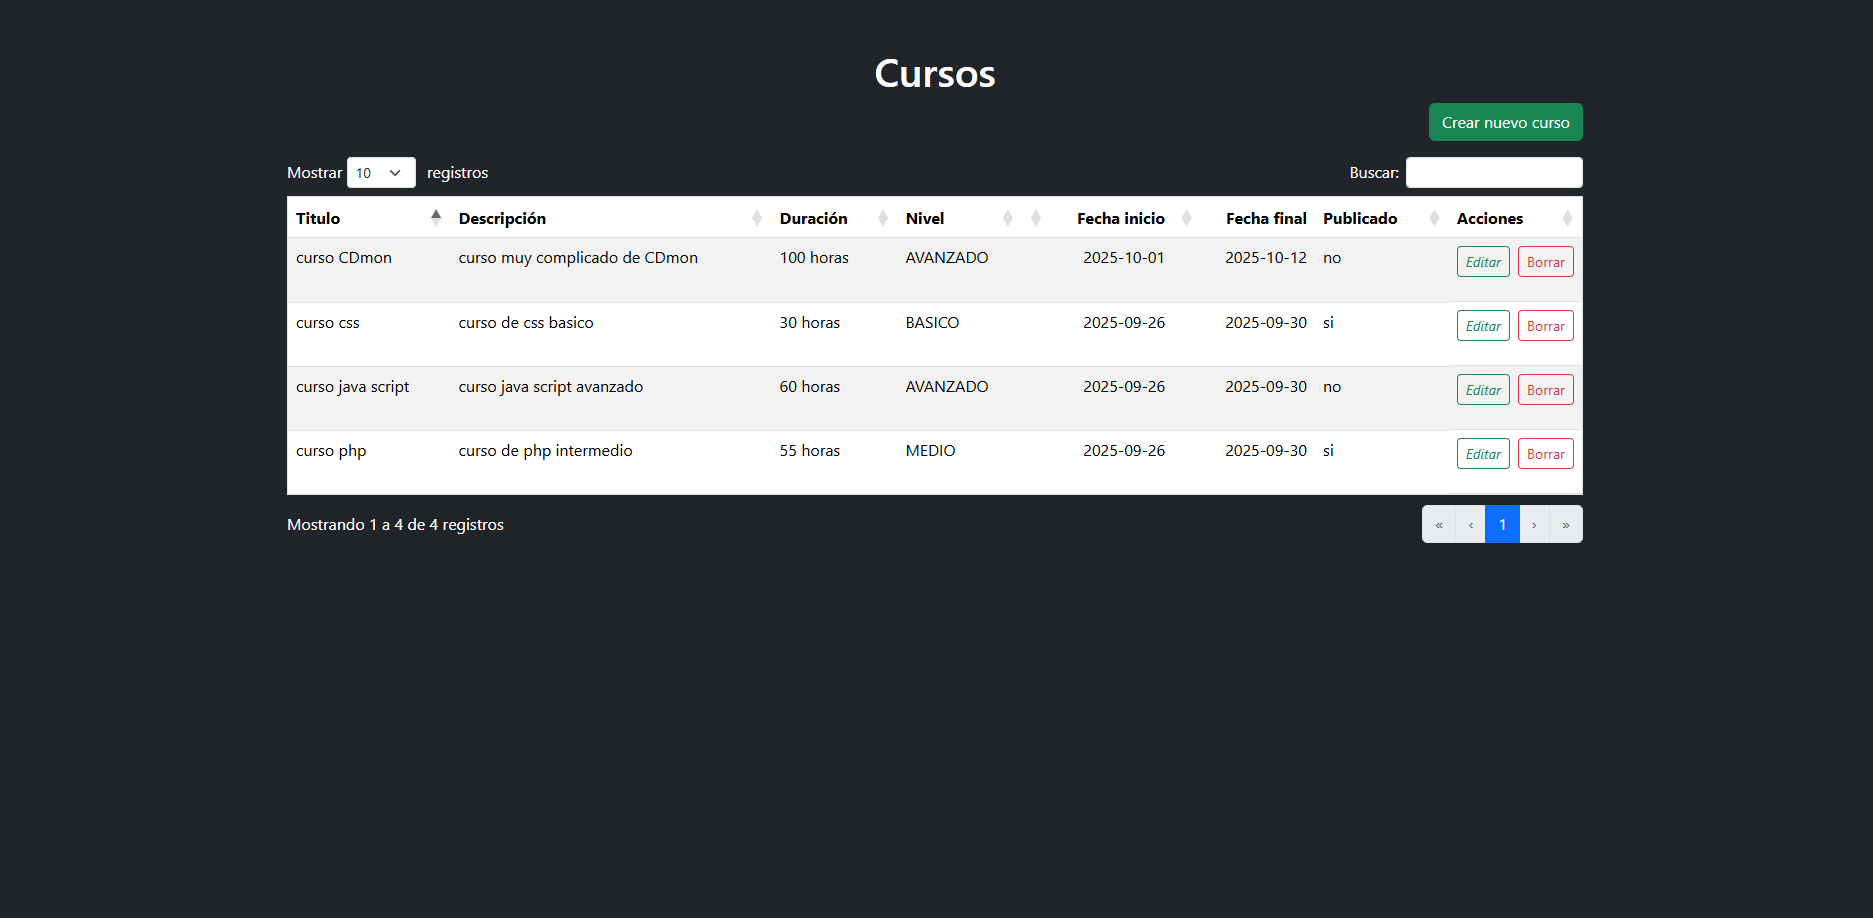 Cursos
Crear nuevo curso
Mostrar 10 registros Buscar:
Titulo Descripción Duración Nivel Fecha inicio Fecha final Publicado Acciones
curso CDmon curso muy complicado de CDmon 100 horas AVANZADO 2025-10-01 2025-10-12 no Editar Borrar
curso css curso de css basico 30 horas BASICO 2025-09-26 2025-09-30 si Editar Borrar
curso java script curso java script avanzado 60 horas AVANZADO 2025-09-26 2025-09-30 no Editar Borrar
curso php curso de php intermedio 55 horas MEDIO 2025-09-26 2025-09-30 si Editar Borrar
Mostrando 1 a 4 de 4 registros « ‹ 1 › »